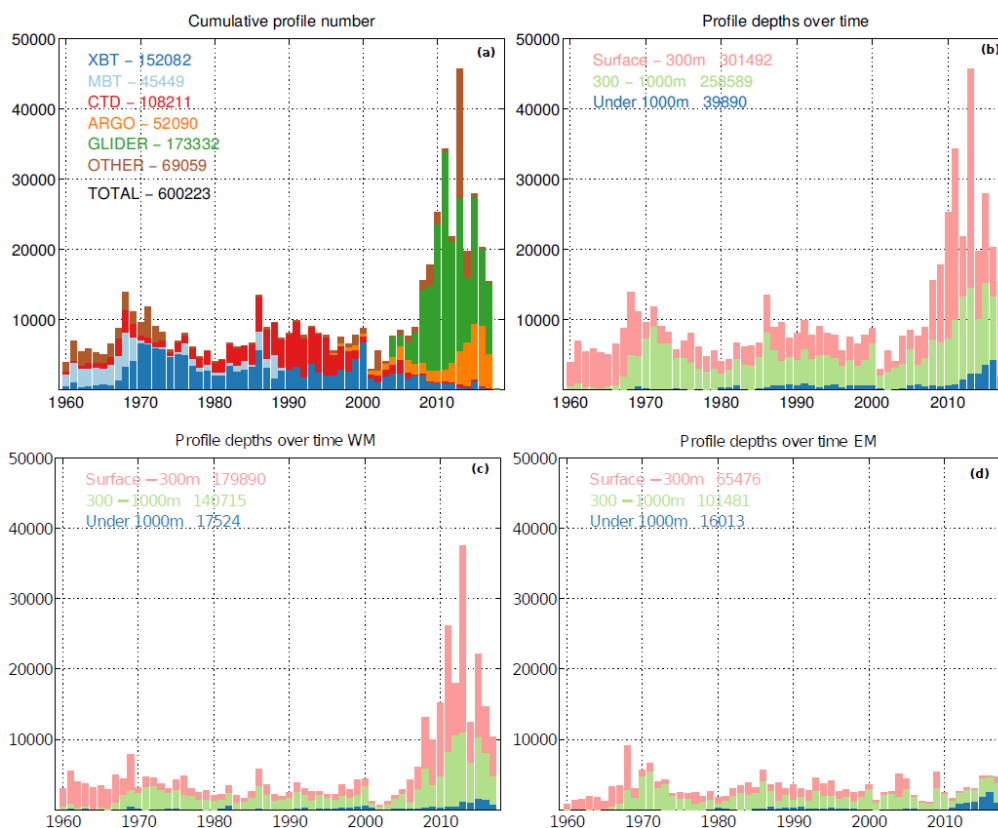 Cumulative profile number
(a)
XBT − 152082
MBT − 45449
CTD − 108211
ARGO − 52090
GLIDER − 173332
OTHER − 69059
TOTAL − 600223
50000
40000
30000
20000
10000
1960 1970 1980 1990 2000 2010
Profile depths over time
(b)
Surface − 300m 301492
300 − 1000m 258589
Under 1000m 39890
50000
40000
30000
20000
10000
1960 1970 1980 1990 2000 2010
Profile depths over time WM
(c)
Surface −300m 179890
300 −1000m 140715
Under 1000m 17524
50000
40000
30000
20000
10000
1960 1970 1980 1990 2000 2010
Profile depths over time EM
(d)
Surface −300m 65476
300 −1000m 101481
Under 1000m 16013
50000
40000
30000
20000
10000
1960 1970 1980 1990 2000 2010